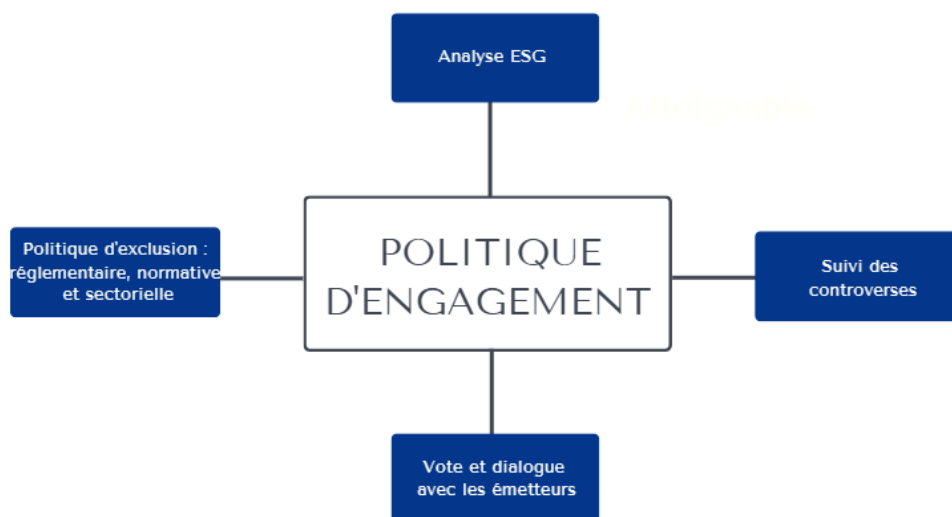 Analyse ESG
Politique d'exclusion :
réglementaire, normative
et sectorielle
POLITIQUE
D'ENGAGEMENT
Suivi des
controverses
Vote et dialogue
avec les émetteurs